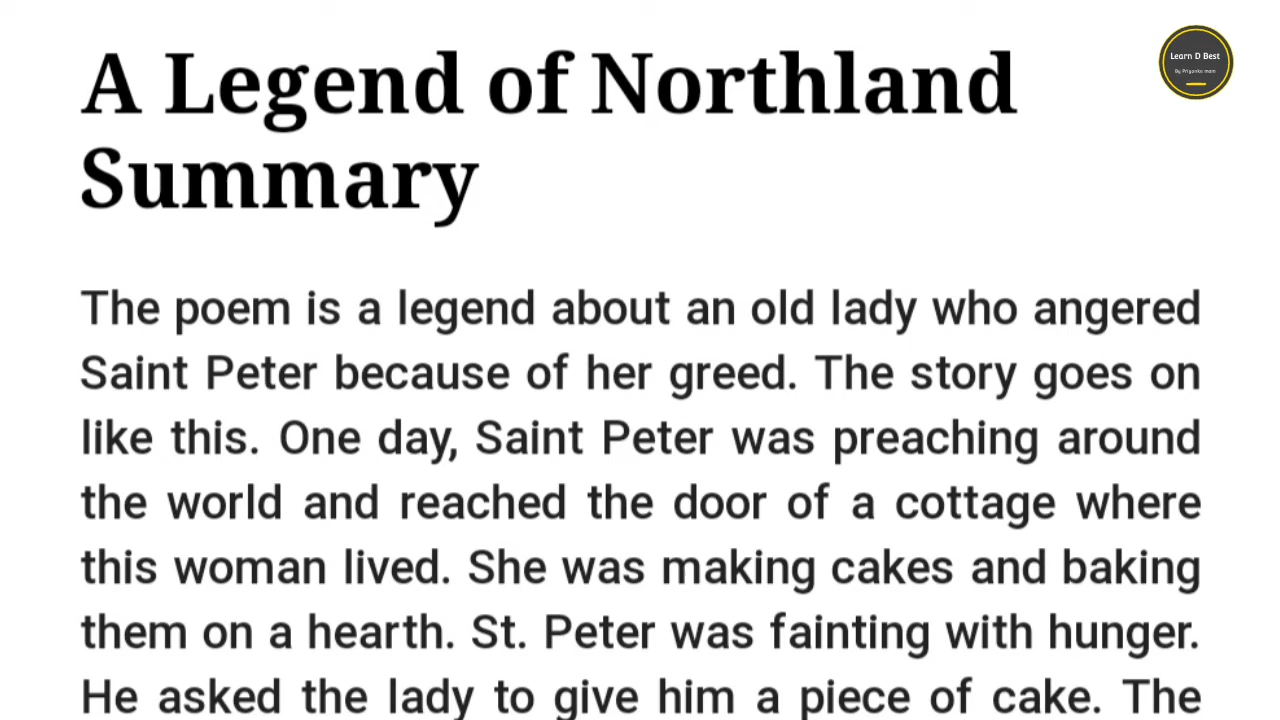 A Legend of Northland
Summary
Learn D Best
By Priyanka mam
The poem is a legend about an old lady who angered
Saint Peter because of her greed. The story goes on
like this. One day, Saint Peter was preaching around
the world and reached the door of a cottage where
this woman lived. She was making cakes and baking
them on a hearth. St. Peter was fainting with hunger.
He asked the lady to give him a piece of cake. The